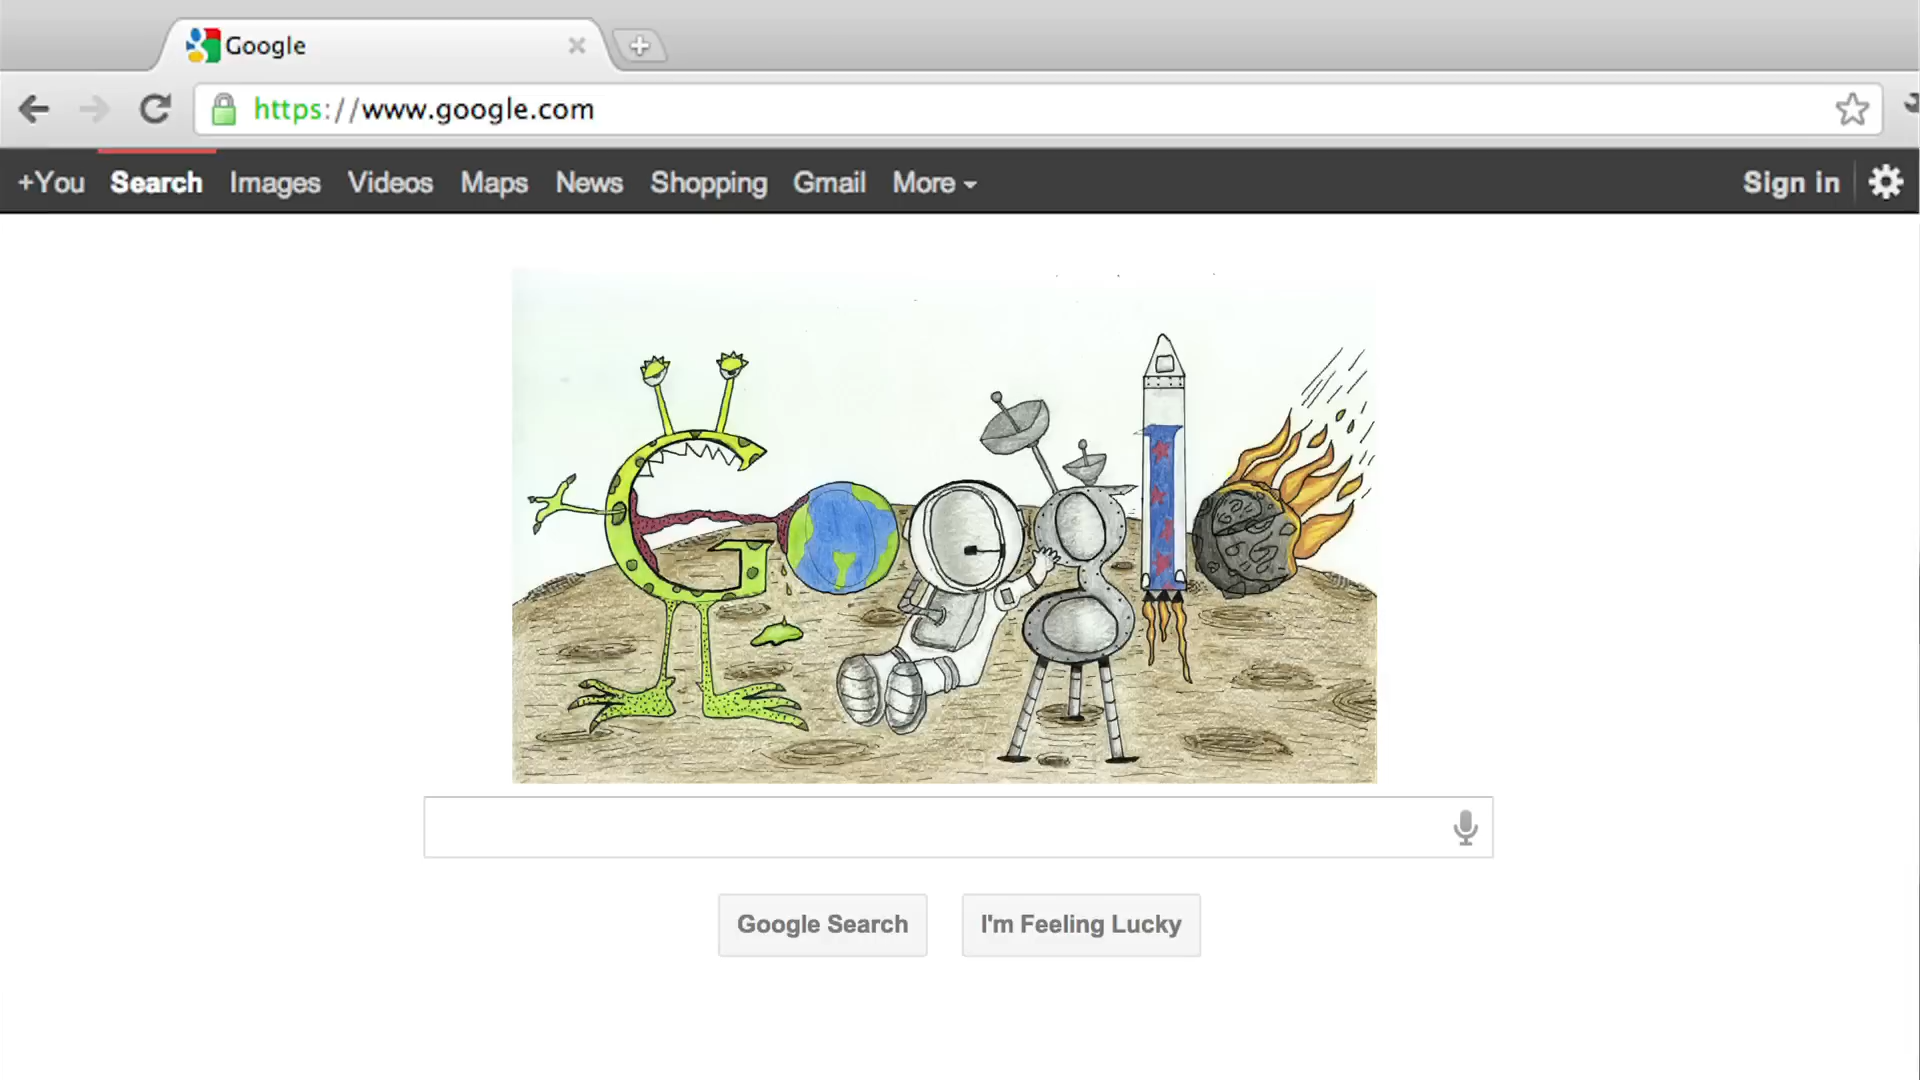 Google
https://www.google.com
+You Search Images Videos Maps News Shopping Gmail More Sign in
Google
Google Search I'm Feeling Lucky